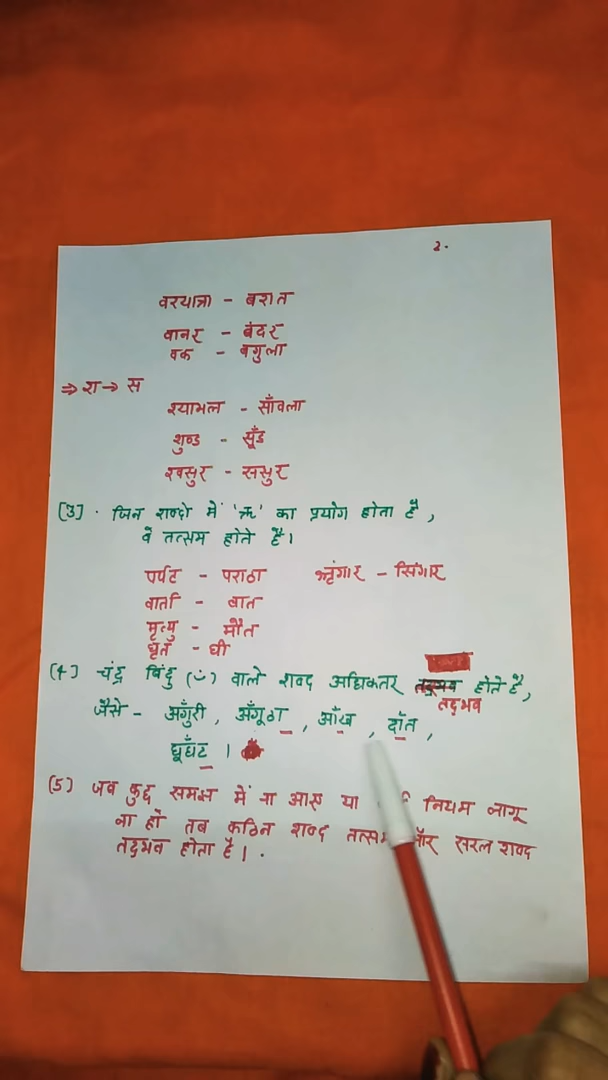 2.
वरयात्रा - बरात
वानर - बंदर
वक - बगुला
⇒ श → स
श्यामल - साँवला
शुण्ड - सूँड
श्वसुर - ससुर
(3) . जिन शब्दो में 'ऋ' का प्रयोग होता है,
वे तत्सम होते है।
पर्पट - पराठा श्रृंगार - सिंगार
वार्ता - बात
मृत्यु - मौत
घृत - घी
(4) चंद्र बिंदु (ँ) वाले शब्द अधिकतर होते है,
तद्भव
जैसे - अँगुरी, अँगूठा, आँख, दाँत,
घूँघट।
(5) जब कुछ समझ में ना आए या नियम लागू
ना हो तब कठिन शब्द तत्सम और सरल शब्द
तद्भव होता है।.